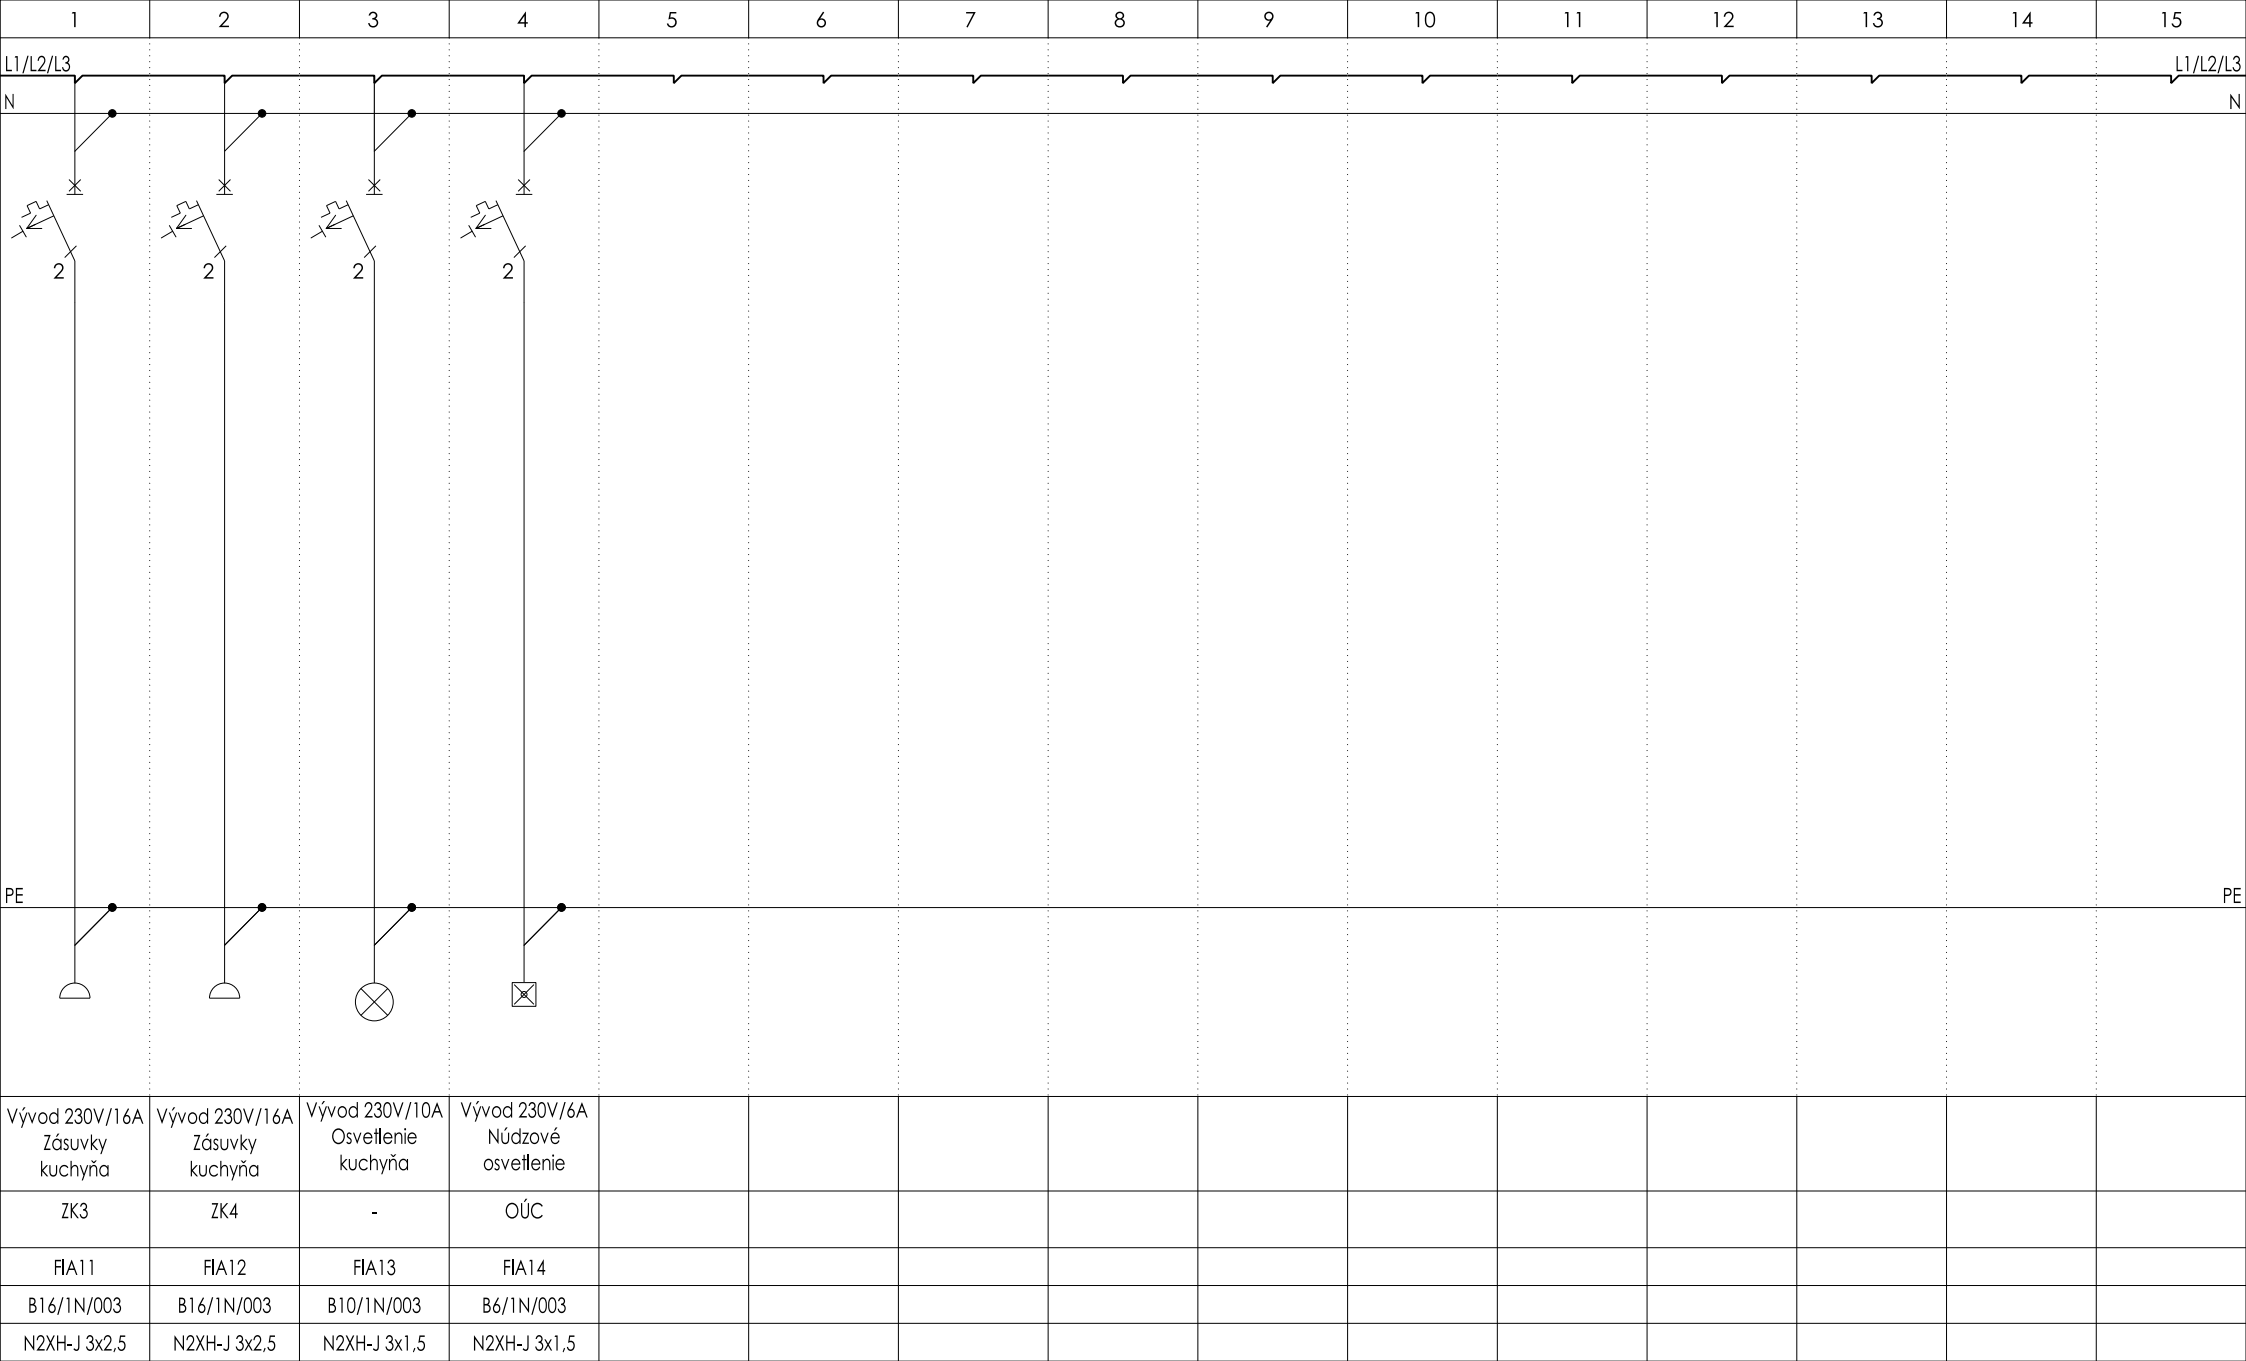 1 2 3 4 5 6 7 8 9 10 11 12 13 14 15
L1/L2/L3 L1/L2/L3
N N
2 2 2 2
PE PE
Vývod 230V/16A Vývod 230V/16A Vývod 230V/10A Vývod 230V/6A
Zásuvky Zásuvky Osvetlenie Núdzové
kuchyňa kuchyňa kuchyňa osvetlenie
ZK3 ZK4 - OÚC
FIA11 FIA12 FIA13 FIA14
B16/1N/003 B16/1N/003 B10/1N/003 B6/1N/003
N2XH-J 3x2,5 N2XH-J 3x2,5 N2XH-J 3x1,5 N2XH-J 3x1,5